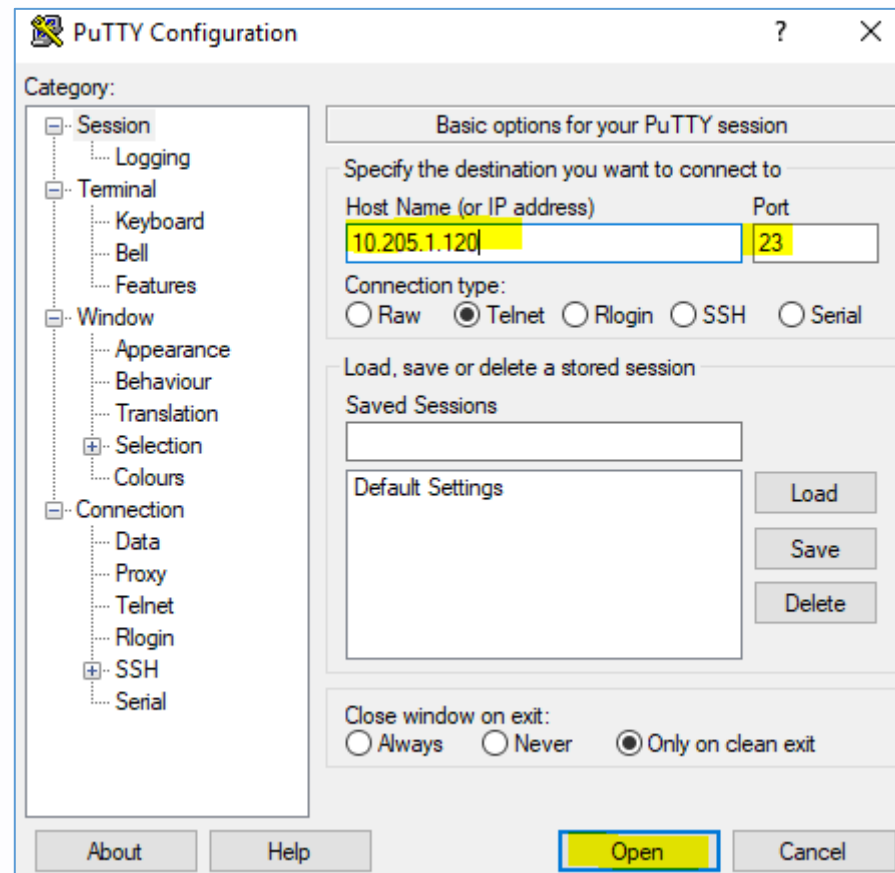 PuTTY Configuration ? X
Category:
Session
Logging
Terminal
Keyboard
Bell
Features
Window
Appearance
Behaviour
Translation
Selection
Colours
Connection
Data
Proxy
Telnet
Rlogin
SSH
Serial
Basic options for your PuTTY session
Specify the destination you want to connect to
Host Name (or IP address) Port
10.205.1.120 23
Connection type:
Raw Telnet Rlogin SSH Serial
Load, save or delete a stored session
Saved Sessions
Default Settings
Load
Save
Delete
Close window on exit:
Always Never Only on clean exit
About Help Open Cancel